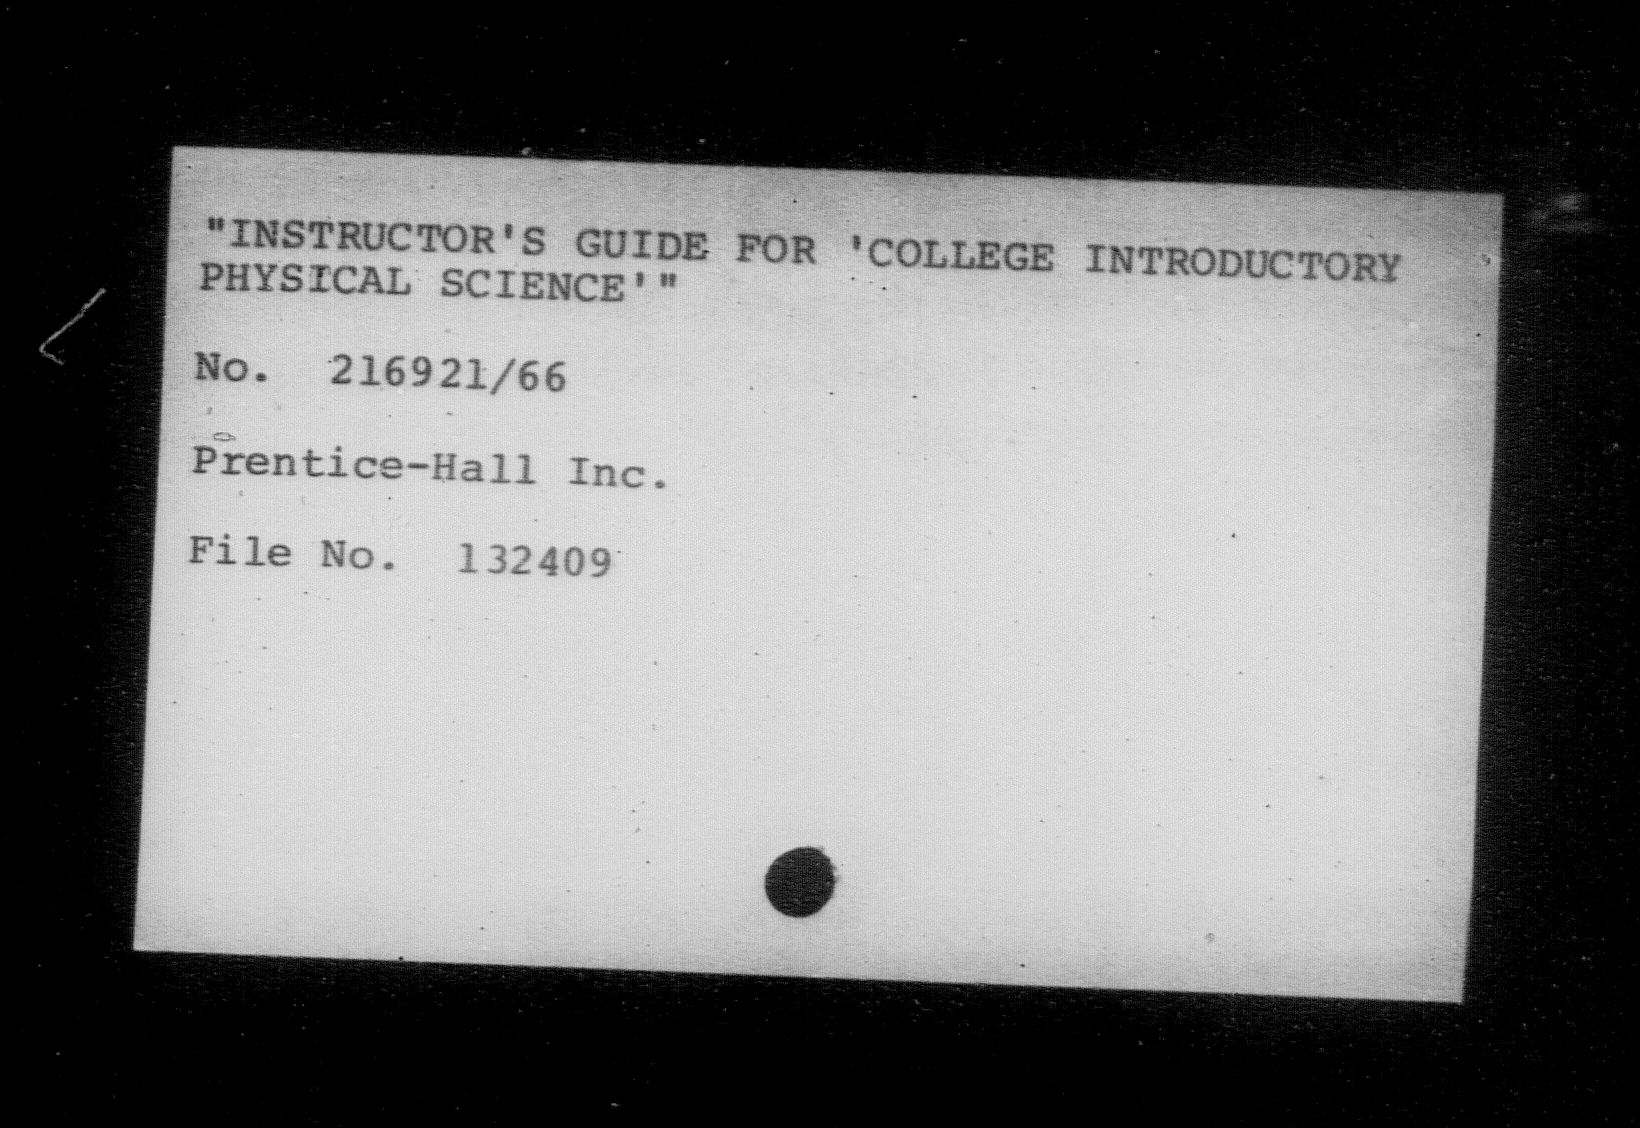 "INSTRUCTOR'S GUIDE FOR 'COLLEGE INTRODUCTORY
PHYSICAL SCIENCE'"
No. 216921/66
Prentice-Hall Inc.
File No. 132409